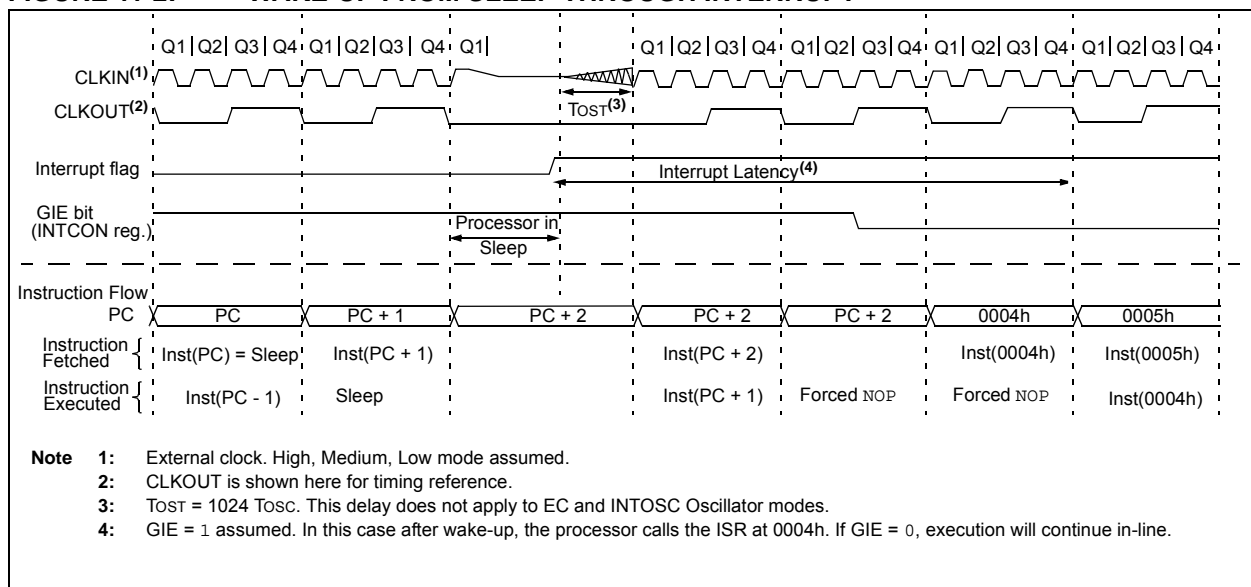 FIGURE WAKE-UP FROM SLEEP THROUGH INTERRUPT
Q1 Q2 Q3 Q4 Q1 Q2 Q3 Q4 Q1 Q1 Q2 Q3 Q4 Q1 Q2 Q3 Q4 Q1 Q2 Q3 Q4 Q1 Q2 Q3 Q4
CLKIN(1)
CLKOUT(2)
TOST(3)
Interrupt flag
Interrupt Latency(4)
GIE bit
(INTCON reg.)
Processor in
Sleep
Instruction Flow
PC PC PC + 1 PC + 2 PC + 2 PC + 2 0004h 0005h
Instruction
Fetched { Inst(PC) = Sleep Inst(PC + 1) Inst(PC + 2) Inst(0004h) Inst(0005h)
Instruction
Executed { Inst(PC - 1) Sleep Inst(PC + 1) Forced NOP Forced NOP Inst(0004h)
Note 1: External clock. High, Medium, Low mode assumed.
2: CLKOUT is shown here for timing reference.
3: TOST = 1024 TOSC. This delay does not apply to EC and INTOSC Oscillator modes.
4: GIE = 1 assumed. In this case after wake-up, the processor calls the ISR at 0004h. If GIE = 0, execution will continue in-line.